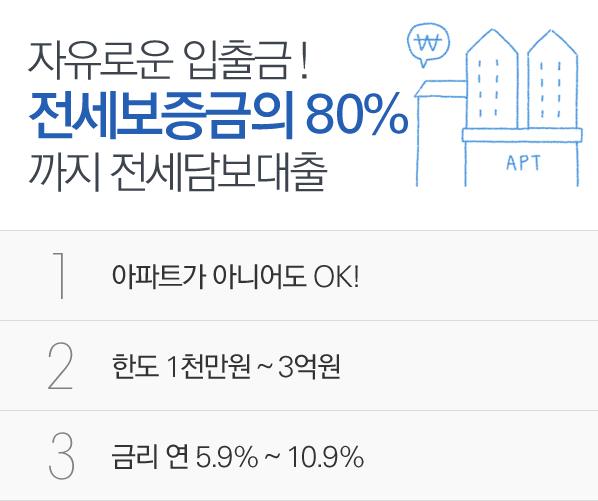 자유로운 입출금!
전세보증금의 80%
까지 전세담보대출
₩
APT
1 아파트가 아니어도 OK!
2 한도 1천만원 ~ 3억원
3 금리 연 5.9% ~ 10.9%